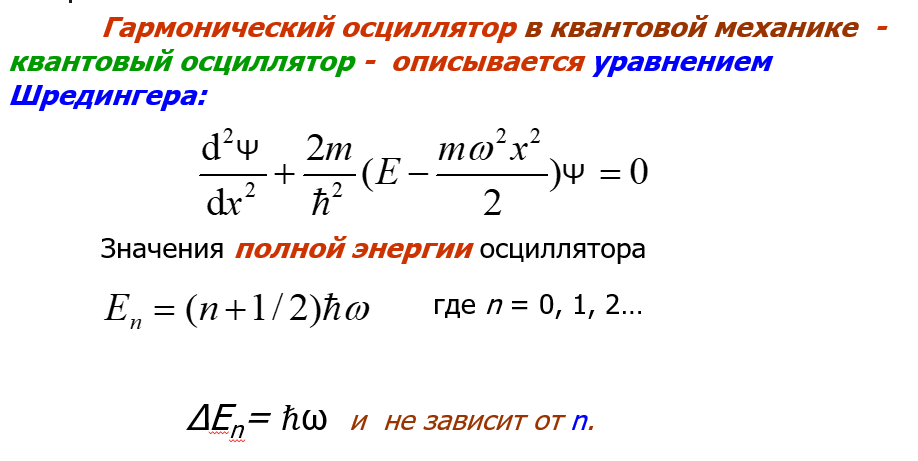 Гармонический осциллятор в квантовой механике -
квантовый осциллятор - описывается уравнением
Шредингера:
d²ψ/dx² + 2m/ħ² (E − mω²x²/2)ψ = 0
Значения полной энергии осциллятора
Eₙ = (n+1/2)ħω где n = 0, 1, 2...
ΔEₙ= ħω и не зависит от n.